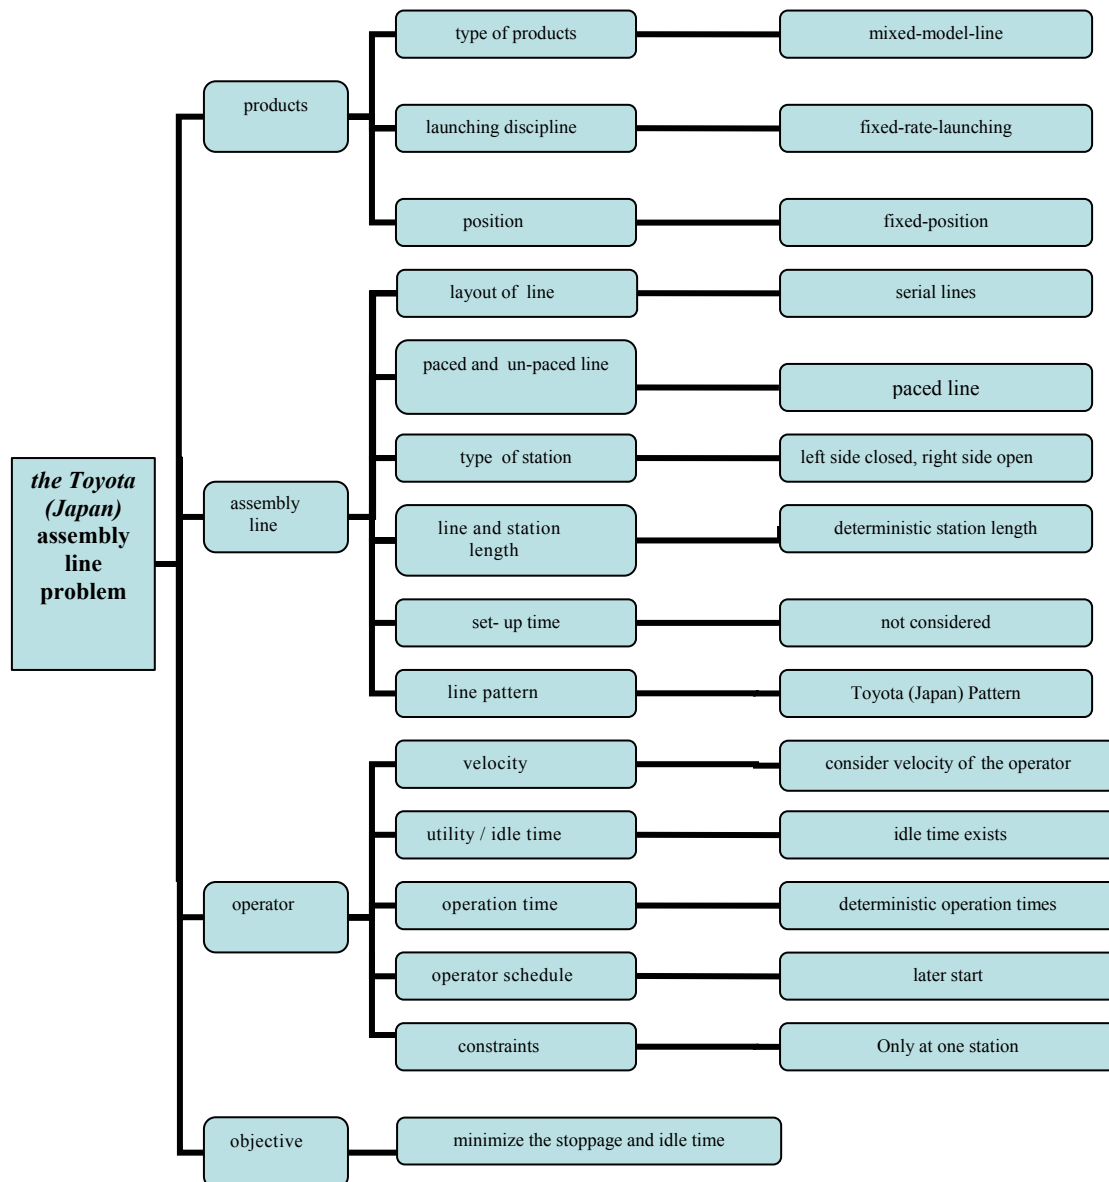 the Toyota
(Japan)
assembly
line
problem
products
type of products
mixed-model-line
launching discipline
fixed-rate-launching
position
fixed-position
assembly
line
layout of line
serial lines
paced and un-paced line
paced line
type of station
left side closed, right side open
line and station
length
deterministic station length
set- up time
not considered
line pattern
Toyota (Japan) Pattern
operator
velocity
consider velocity of the operator
utility / idle time
idle time exists
operation time
deterministic operation times
operator schedule
later start
constraints
Only at one station
objective
minimize the stoppage and idle time